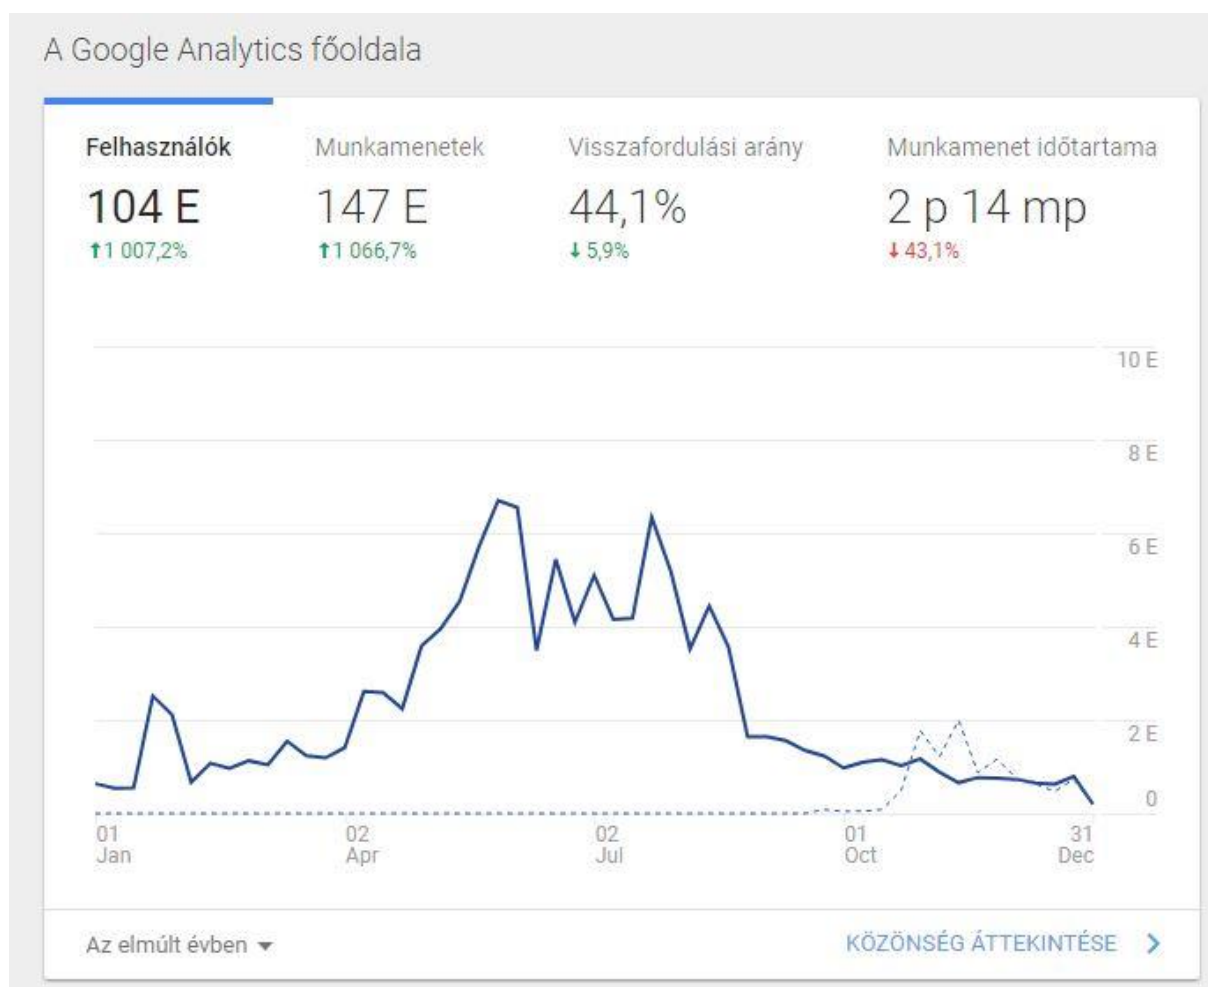 A Google Analytics főoldala
Felhasználók Munkamenetek Visszafordulási arány Munkamenet időtartama
104 E 147 E 44,1% 2 p 14 mp
↑1 007,2% ↑1 066,7% ↓5,9% ↓43,1%
10 E
8 E
6 E
4 E
2 E
0
01 02 02 01 31
Jan Apr Jul Oct Dec
Az elmúlt évben KÖZÖNSÉG ÁTTEKINTÉSE